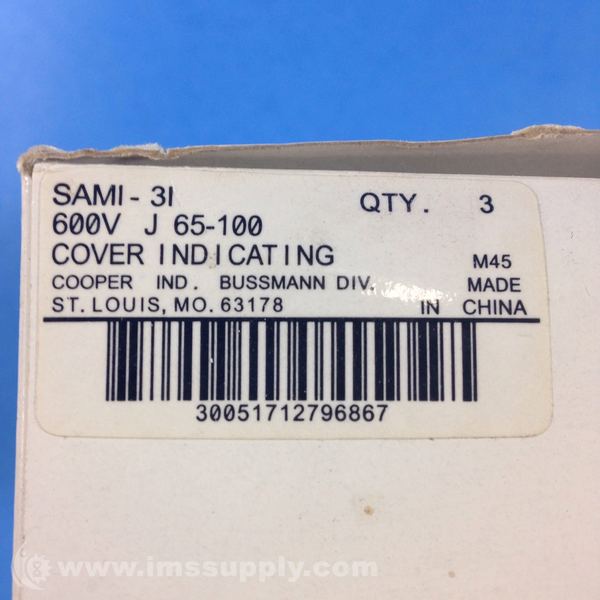 SAMI - 3I QTY. 3
600V J 65-100
COVER INDICATING M45
COOPER IND. BUSSMANN DIV. MADE
ST. LOUIS, MO. 63178 IN CHINA
30051712796867
www.imssupply.com